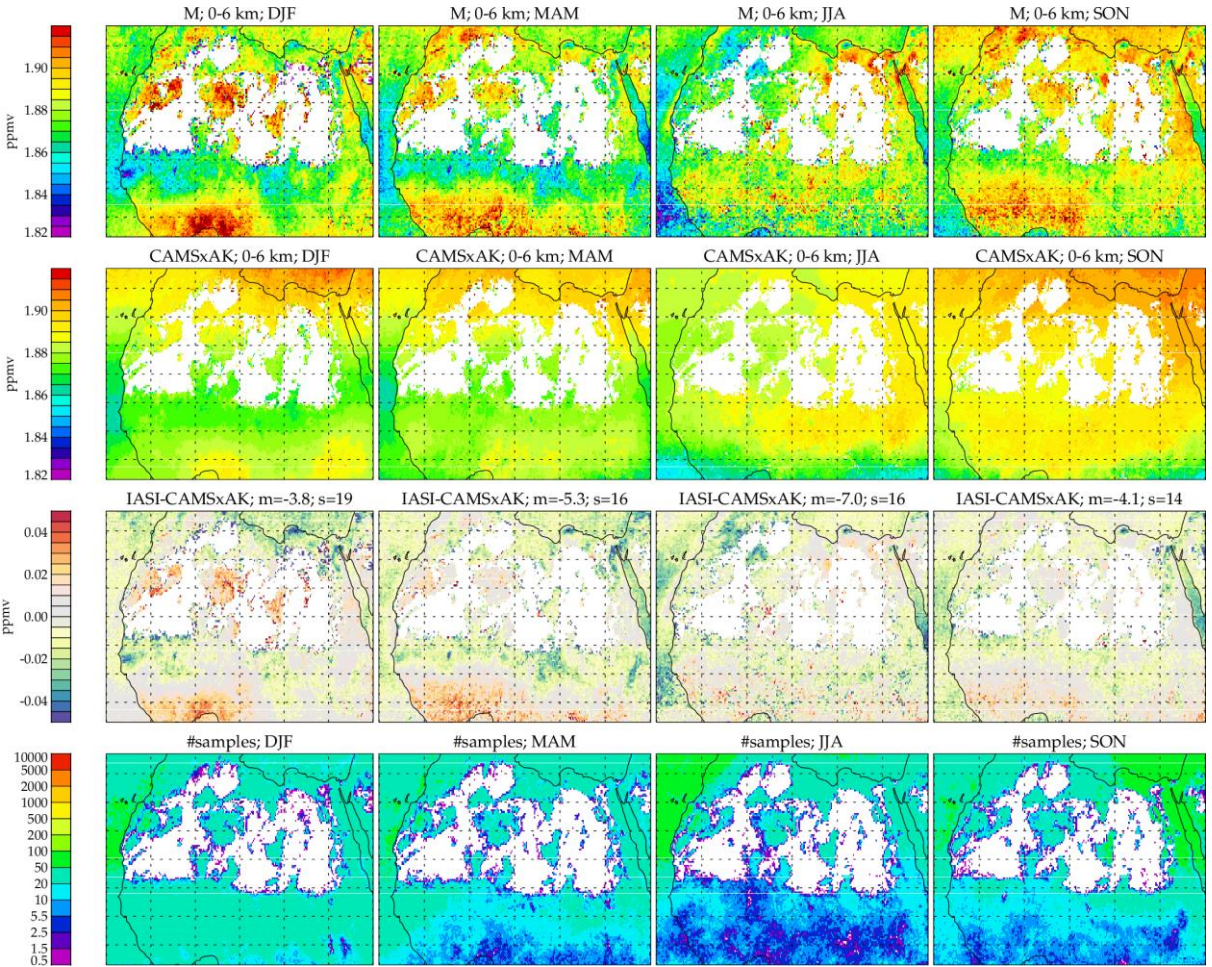 M; 0-6 km; DJF
M; 0-6 km; MAM
M; 0-6 km; JJA
M; 0-6 km; SON
1.90
1.88
1.86
1.84
1.82
ppmv
CAMSxAK; 0-6 km; DJF
CAMSxAK; 0-6 km; MAM
CAMSxAK; 0-6 km; JJA
CAMSxAK; 0-6 km; SON
1.90
1.88
1.86
1.84
1.82
ppmv
IASI-CAMSxAK; m=-3.8; s=19
IASI-CAMSxAK; m=-5.3; s=16
IASI-CAMSxAK; m=-7.0; s=16
IASI-CAMSxAK; m=-4.1; s=14
0.04
0.02
0.00
-0.02
-0.04
ppmv
#samples; DJF
#samples; MAM
#samples; JJA
#samples; SON
10000
5000
2000
1000
500
200
100
50
20
10
5.5
2.5
1.5
0.5